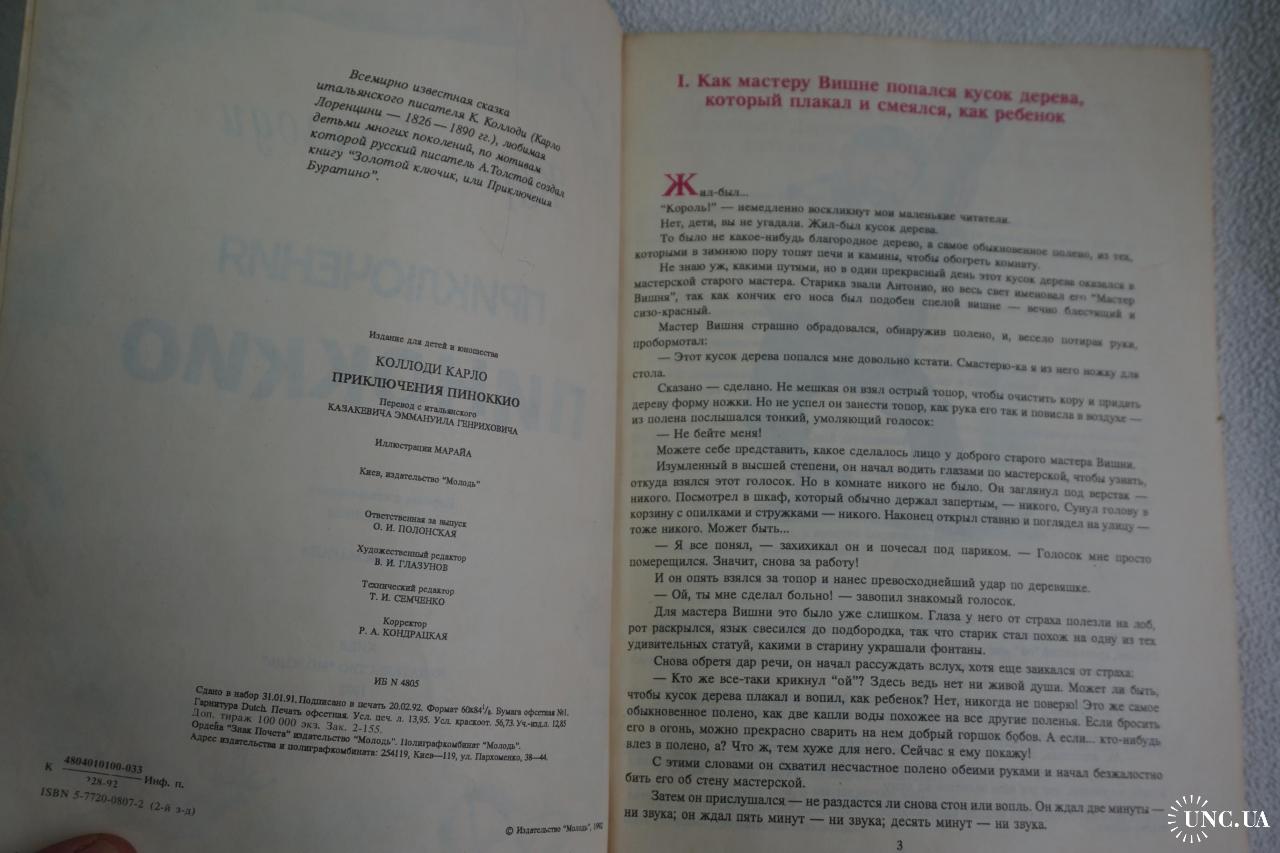 Всемирно известная сказка
итальянского писателя К. Коллоди (Карло
Лоренцини — 1826 — 1890 гг.), любимая
детьми многих поколений, по мотивам
которой русский писатель А.Толстой создал
книгу "Золотой ключик, или Приключения
Буратино".
Издание для детей и юношества
КОЛЛОДИ КАРЛО
ПРИКЛЮЧЕНИЯ ПИНОККИО
Перевод с итальянского
КАЗАКЕВИЧА ЭММАНУИЛА ГЕНРИХОВИЧА
Иллюстрации МАРАЙА
Киев, издательство "Молодь"
Ответственная за выпуск
О. И. ПОЛОНСКАЯ
Художественный редактор
В. И. ГЛАЗУНОВ
Технический редактор
Т. И. СЕМЧЕНКО
Корректор
Р. А. КОНДРАЦКАЯ
ИБ N 4805
Сдано в набор 31.01.91. Подписано в печать 20.02.92. Формат 60х84 1/8. Бумага офсетная №1.
Гарнитура Dutch. Печать офсетная. Усл. печ. л. 13,95. Усл. краскоотт. 56,73. Уч.-изд.л. 12,85
Доп. тираж 100 000 экз. Зак. 2-155.
Ордена "Знак Почета" издательство "Молодь". Полиграфкомбинат "Молодь".
Адрес издательства и полиграфкомбината: 254119, Киев—119, ул. Пархоменко, 38—44.
К 4804010100-033 Инф. п.
228-92
ISBN 5-7720-0807-2 (2-й з-д)
© Издательство "Молодь", 1992
I. Как мастеру Вишне попался кусок дерева,
который плакал и смеялся, как ребенок
Жил-был...
"Король!" — немедленно воскликнут мои маленькие читатели.
Нет, дети, вы не угадали. Жил-был кусок дерева.
То было не какое-нибудь благородное дерево, а самое обыкновенное полено, из тех,
которыми в зимнюю пору топят печи и камины, чтобы обогреть комнату.
Не знаю уж, какими путями, но в один прекрасный день этот кусок дерева оказался в
мастерской старого мастера. Старика звали Антонио, но весь свет именовал его "Мастер
Вишня", так как кончик его носа был подобен спелой вишне — вечно блестящий и
сизо-красный.
Мастер Вишня страшно обрадовался, обнаружив полено, и, весело потирая руки,
пробормотал:
— Этот кусок дерева попался мне довольно кстати. Смастерю-ка я из него ножку для
стола.
Сказано — сделано. Не мешкая он взял острый топор, чтобы очистить кору и придать
дереву форму ножки. Но не успел он занести топор, как рука его так и повисла в воздухе —
из полена послышался тонкий, умоляющий голосок:
— Не бейте меня!
Можете себе представить, какое сделалось лицо у доброго старого мастера Вишни.
Изумленный в высшей степени, он начал водить глазами по мастерской, чтобы узнать,
откуда взялся этот голосок. Но в комнате никого не было. Он заглянул под верстак —
никого. Посмотрел в шкаф, который обычно держал запертым, — никого. Сунул голову в
корзину с опилками и стружками — никого. Наконец открыл ставню и поглядел на улицу —
тоже никого. Может быть...
— Я все понял, — захихикал он и почесал под париком. — Голосок мне просто
померещился. Значит, снова за работу!
И он опять взялся за топор и нанес превосходнейший удар по деревяшке.
— Ой, ты мне сделал больно! — завопил знакомый голосок.
Для мастера Вишни это было уже слишком. Глаза у него от страха полезли на лоб,
рот раскрылся, язык свесился до подбородка, так что старик стал похож на одну из тех
удивительных статуй, какими в старину украшали фонтаны.
Снова обретя дар речи, он начал рассуждать вслух, хотя еще заикался от страха:
— Кто же все-таки крикнул "ой"? Здесь ведь нет ни живой души. Может ли быть,
чтобы кусок дерева плакал и вопил, как ребенок? Нет, никогда не поверю! Это же самое
обыкновенное полено, как две капли воды похожее на все другие поленья. Если бросить
его в огонь, можно прекрасно сварить на нем добрый горшок бобов. А если... кто-нибудь
влез в полено, а? Что ж, тем хуже для него. Сейчас я ему покажу!
С этими словами он схватил несчастное полено обеими руками и начал безжалостно
бить его об стену мастерской.
Затем он прислушался — не раздастся ли снова стон или вопль. Он ждал две минуты —
ни звука; он ждал пять минут — ни звука; десять минут — ни звука.
3
UNC.UA